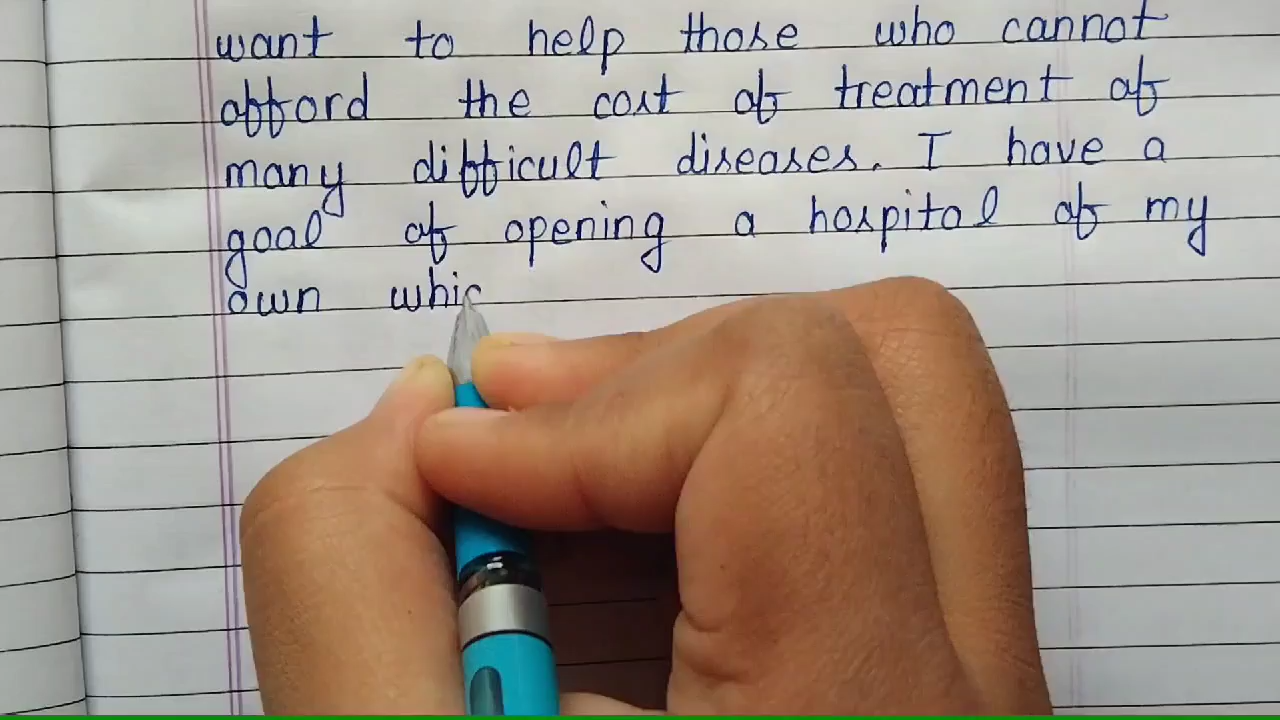 want to help those who cannot
afford the cost of treatment of
many difficult diseases. I have a
goal of opening a hospital of my
own whic